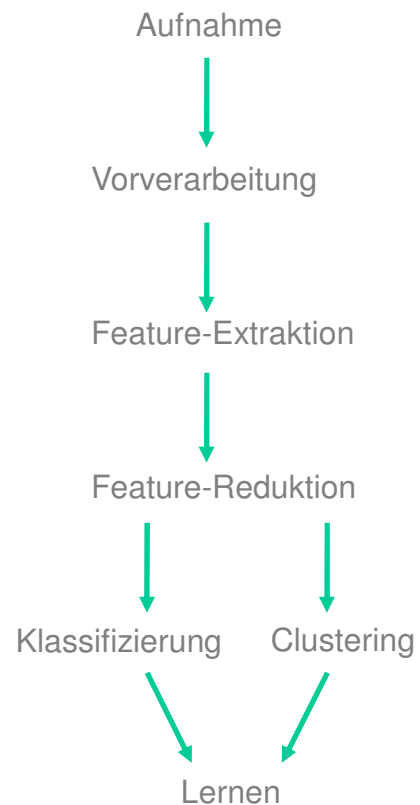 Aufnahme
Vorverarbeitung
Feature-Extraktion
Feature-Reduktion
Klassifizierung Clustering
Lernen